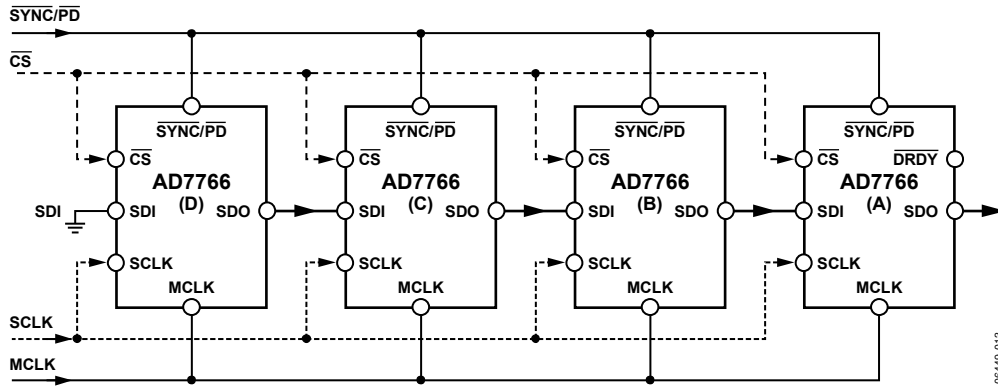 SYNC/PD
CS
SYNC/PD
SYNC/PD
SYNC/PD
SYNC/PD
CS
CS
CS
CS
DRDY
AD7766
(D)
AD7766
(C)
AD7766
(B)
AD7766
(A)
SDI
SDI
SDO
SDI
SDO
SDI
SDO
SDI
SDO
SCLK
SCLK
SCLK
SCLK
MCLK
MCLK
MCLK
MCLK
SCLK
MCLK